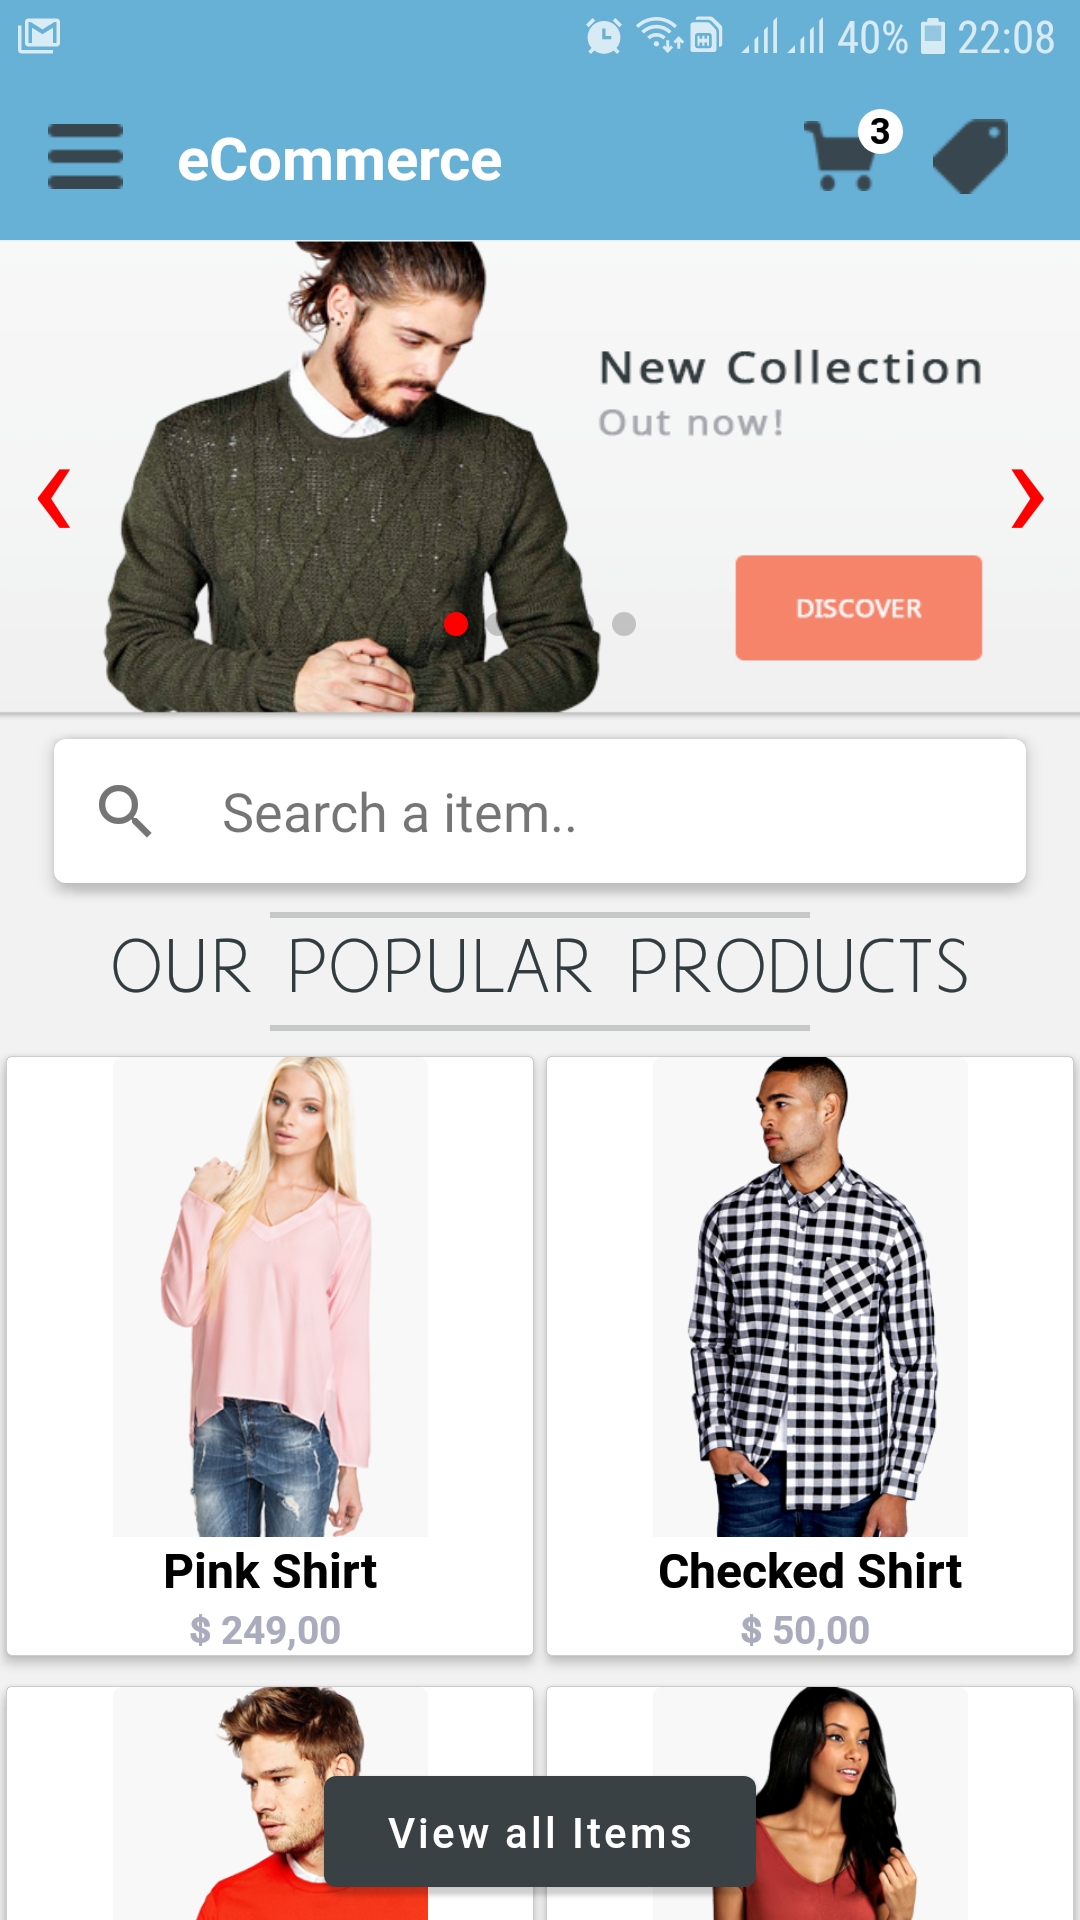 40% 22:08
eCommerce
3
New Collection
Out now!
DISCOVER
Search a item..
OUR POPULAR PRODUCTS
Pink Shirt
$ 249,00
Checked Shirt
$ 50,00
View all Items